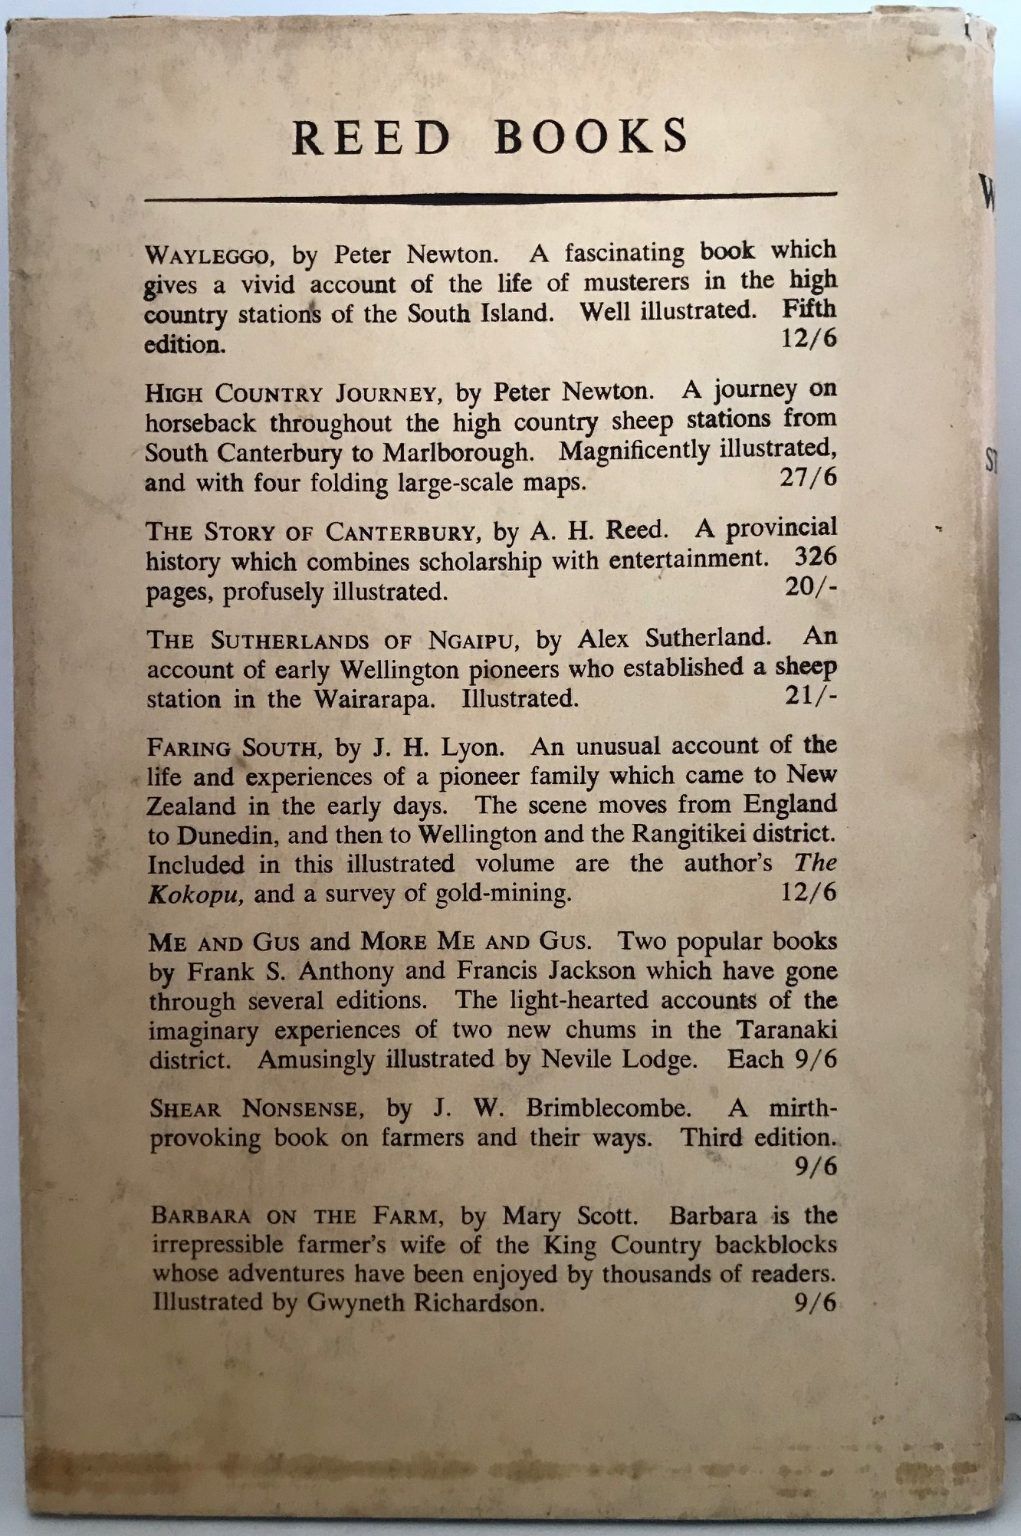 REED BOOKS
WAYLEGGO, by Peter Newton. A fascinating book which
gives a vivid account of the life of musterers in the high
country stations of the South Island. Well illustrated. Fifth
edition. 12/6
HIGH COUNTRY JOURNEY, by Peter Newton. A journey on
horseback throughout the high country sheep stations from
South Canterbury to Marlborough. Magnificently illustrated,
and with four folding large-scale maps. 27/6
THE STORY OF CANTERBURY, by A. H. Reed. A provincial
history which combines scholarship with entertainment. 326
pages, profusely illustrated. 20/-
THE SUTHERLANDS OF NGAIPU, by Alex Sutherland. An
account of early Wellington pioneers who established a sheep
station in the Wairarapa. Illustrated. 21/-
FARING SOUTH, by J. H. Lyon. An unusual account of the
life and experiences of a pioneer family which came to New
Zealand in the early days. The scene moves from England
to Dunedin, and then to Wellington and the Rangitikei district.
Included in this illustrated volume are the author's The
Kokopu, and a survey of gold-mining. 12/6
ME AND GUS and MORE ME AND GUS. Two popular books
by Frank S. Anthony and Francis Jackson which have gone
through several editions. The light-hearted accounts of the
imaginary experiences of two new chums in the Taranaki
district. Amusingly illustrated by Nevile Lodge. Each 9/6
SHEAR NONSENSE, by J. W. Brimblecombe. A mirth-
provoking book on farmers and their ways. Third edition.
9/6
BARBARA ON THE FARM, by Mary Scott. Barbara is the
irrepressible farmer's wife of the King Country backblocks
whose adventures have been enjoyed by thousands of readers.
Illustrated by Gwyneth Richardson. 9/6